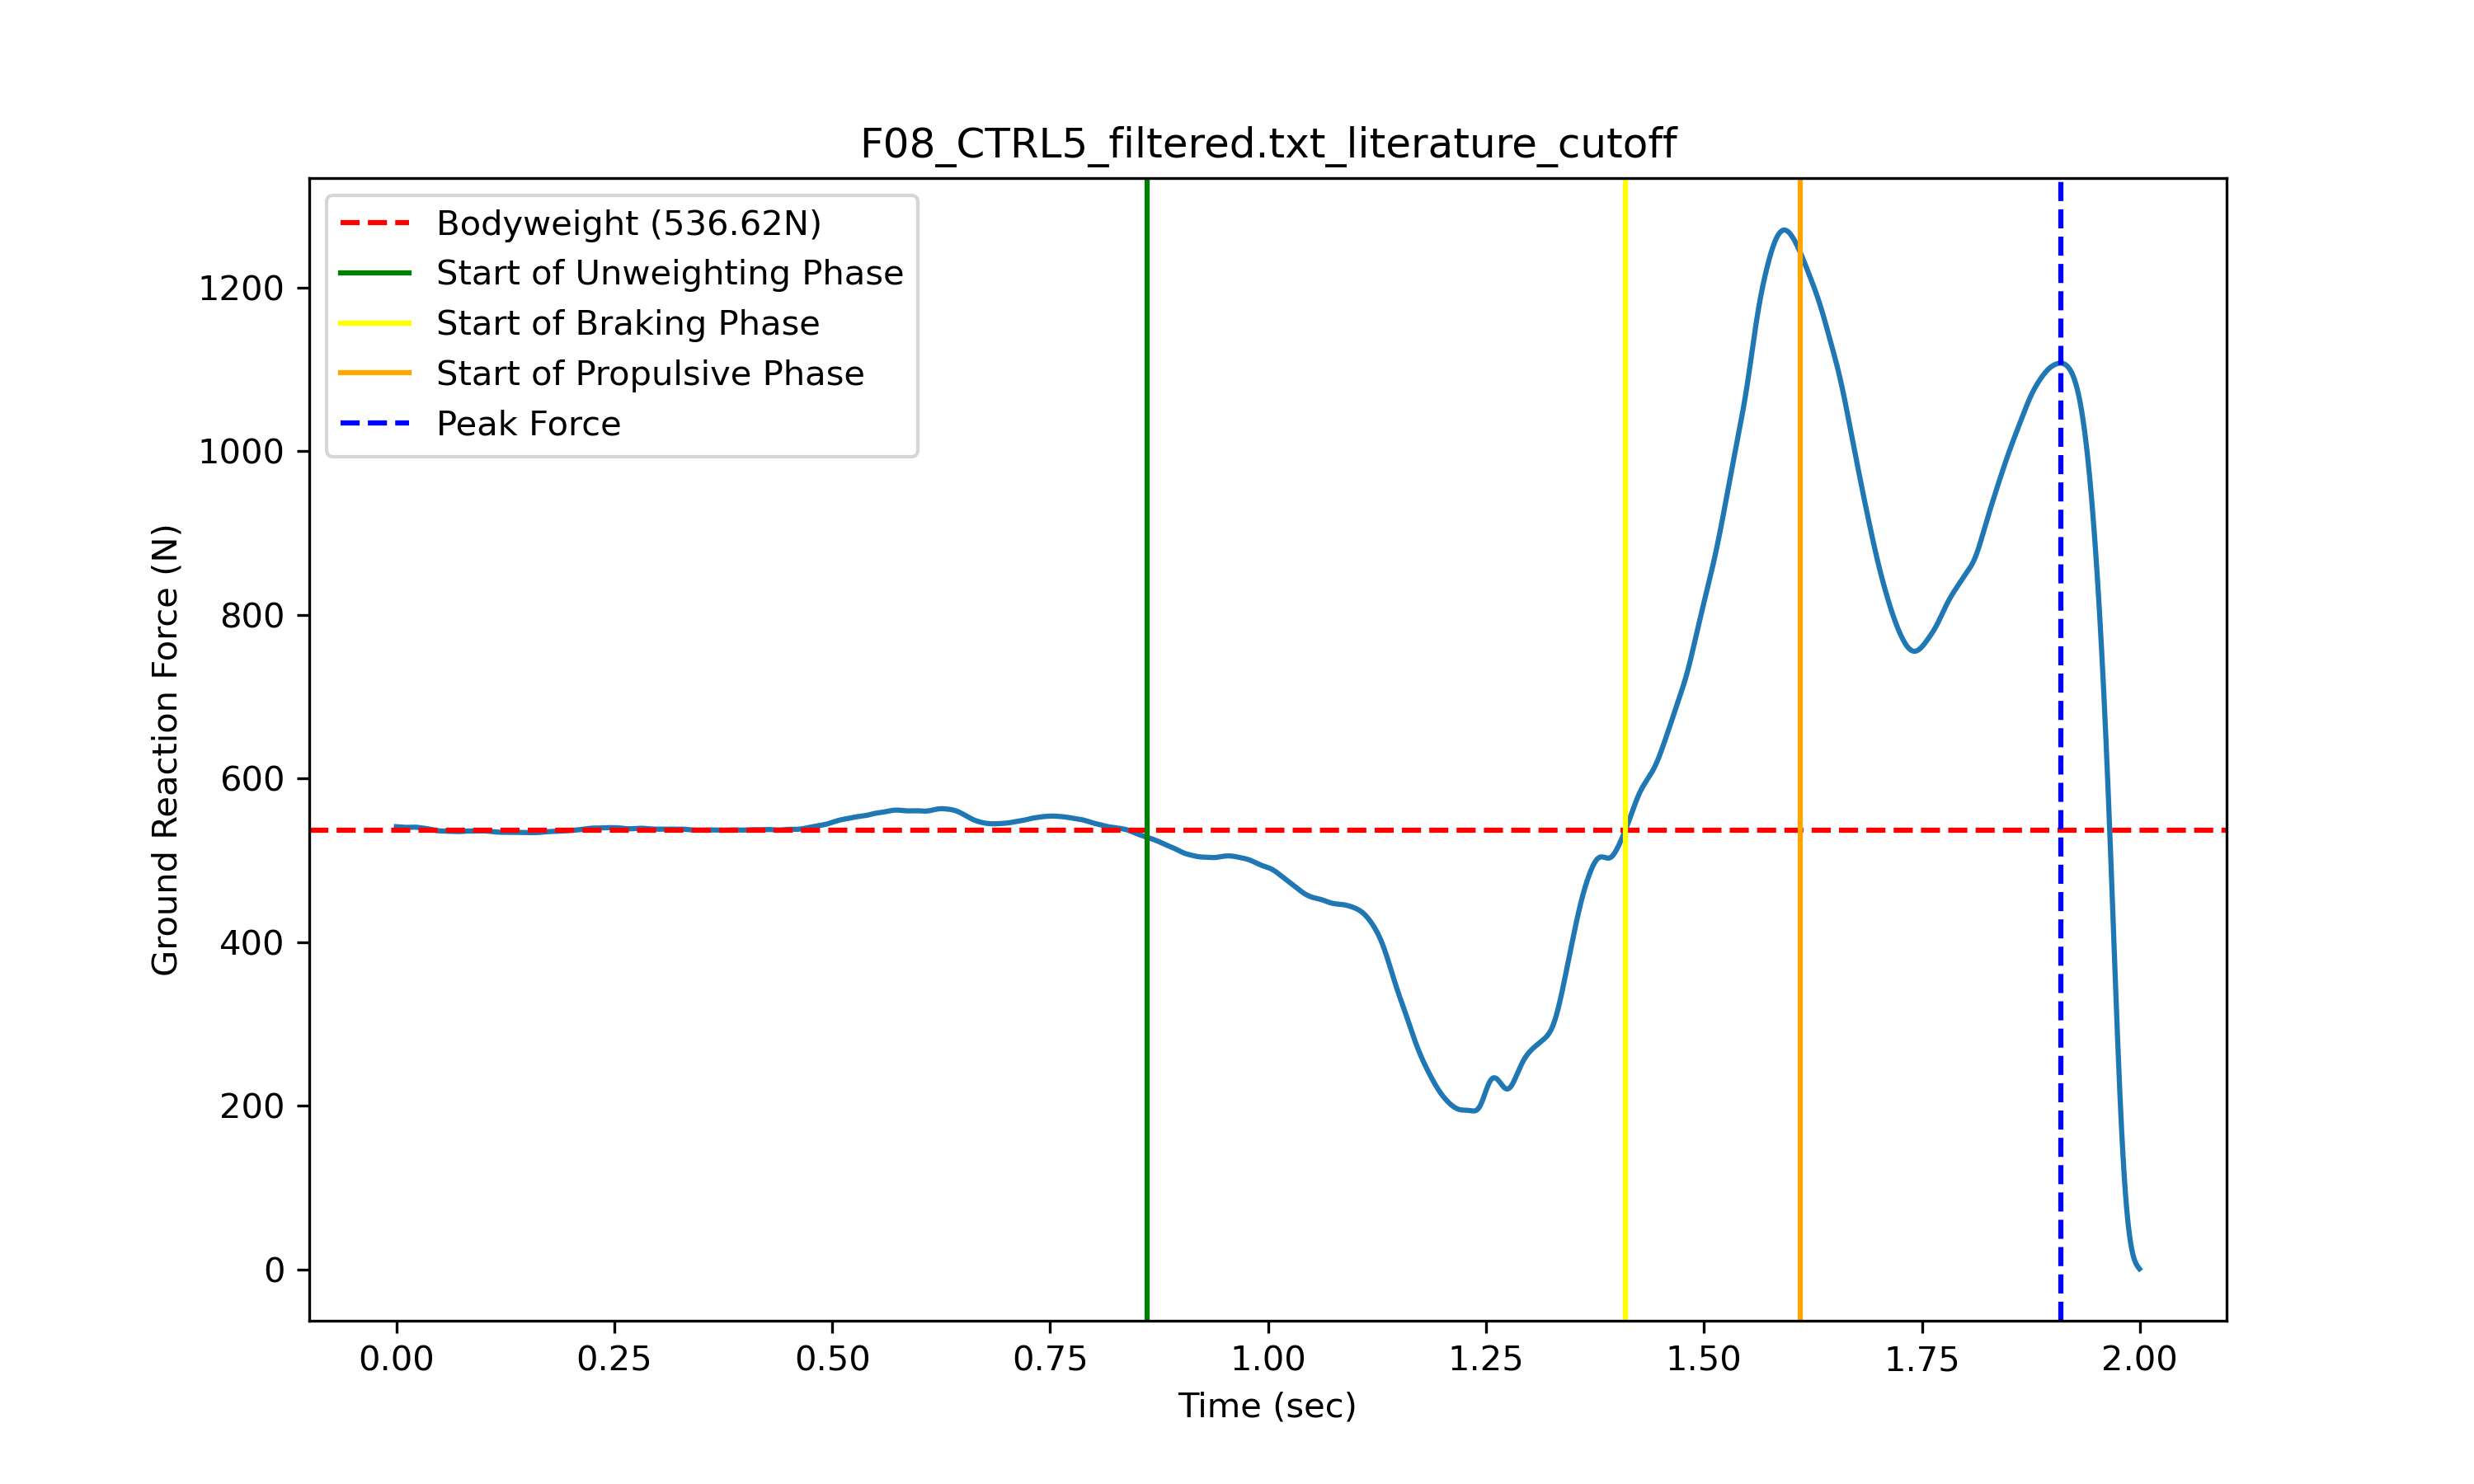 F08_CTRL5_filtered.txt_literature_cutoff
Bodyweight (536.62N)
Start of Unweighting Phase
Start of Braking Phase
Start of Propulsive Phase
Peak Force
Ground Reaction Force (N)
1200
1000
800
600
400
200
0
0.00 0.25 0.50 0.75 1.00 1.25 1.50 1.75 2.00
Time (sec)